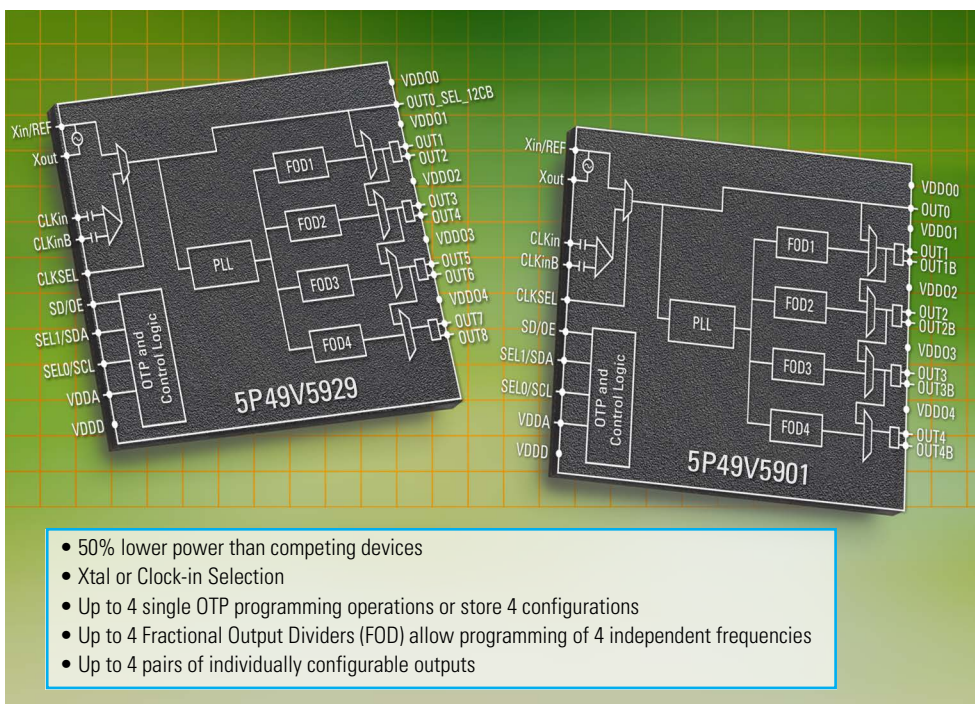 Xin/REF
Xout
CLKin
CLKinB
CLKSEL
SD/OE
SEL1/SDA
SEL0/SCL
VDDA
VDDD
OTP and
Control Logic
PLL
FOD1
FOD2
FOD3
FOD4
VDDO0
OUT0_SEL_12CB
VDDO1
OUT1
OUT2
VDDO2
OUT3
OUT4
VDDO3
OUT5
OUT6
VDDO4
OUT7
OUT8
5P49V5929
Xin/REF
Xout
CLKin
CLKinB
CLKSEL
SD/OE
SEL1/SDA
SEL0/SCL
VDDA
VDDD
OTP and
Control Logic
PLL
FOD1
FOD2
FOD3
FOD4
VDDO0
OUT0
VDDO1
OUT1
OUT1B
VDDO2
OUT2
OUT2B
VDDO3
OUT3
OUT3B
VDDO4
OUT4
OUT4B
5P49V5901
• 50% lower power than competing devices
• Xtal or Clock-in Selection
• Up to 4 single OTP programming operations or store 4 configurations
• Up to 4 Fractional Output Dividers (FOD) allow programming of 4 independent frequencies
• Up to 4 pairs of individually configurable outputs